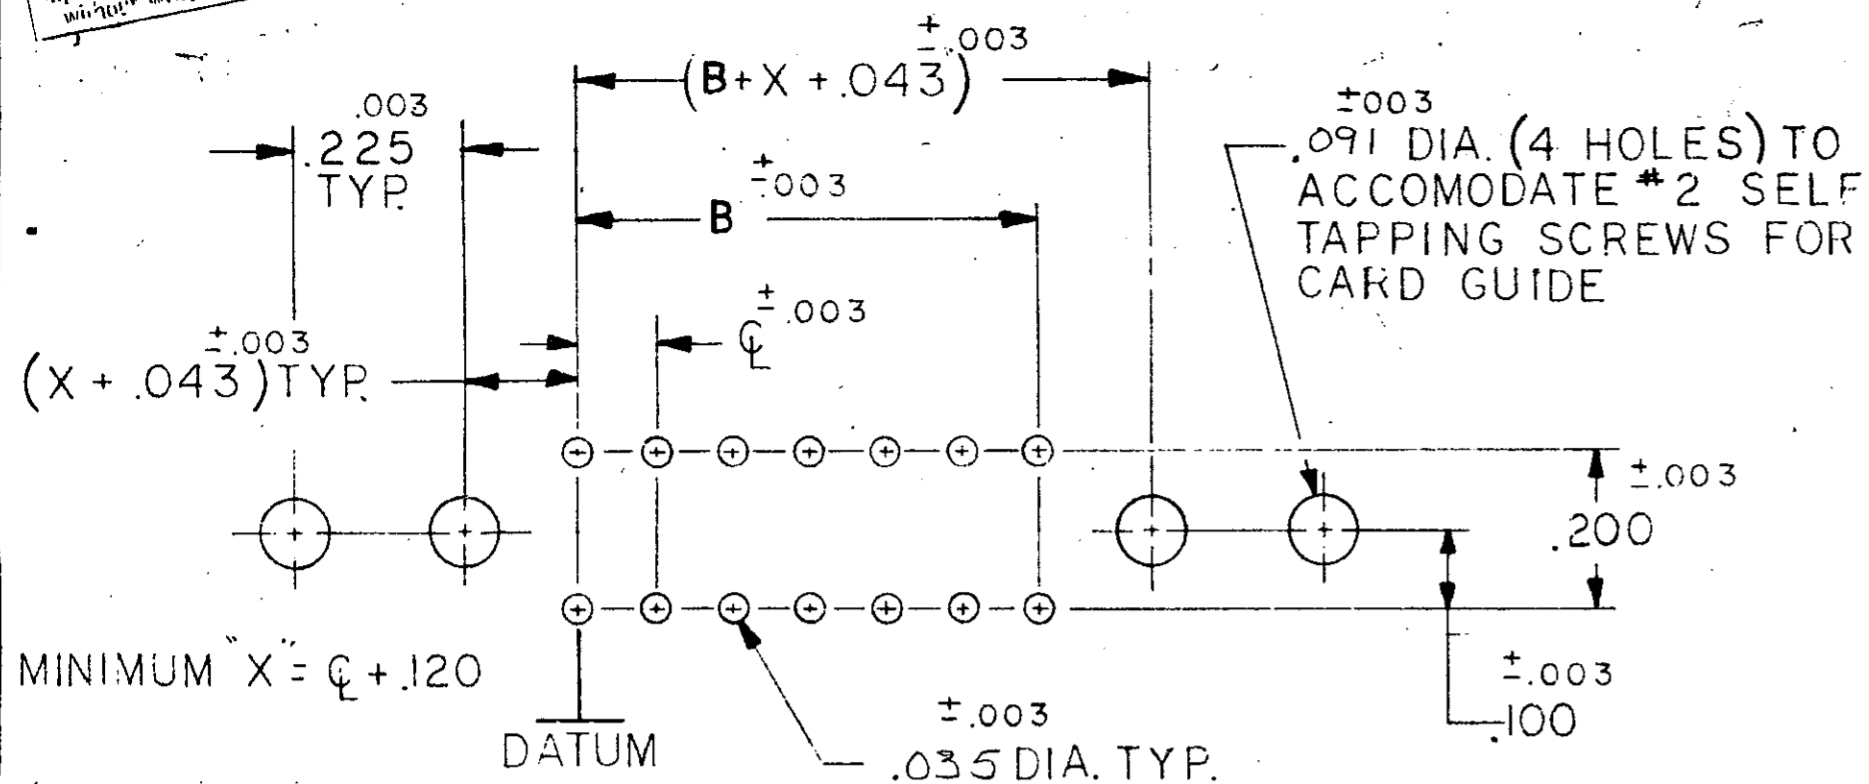 ±.003
(B+X +.043)
.003
.225
TYP.
±.003
B
±003
.091 DIA. (4 HOLES) TO
ACCOMODATE #2 SELF
TAPPING SCREWS FOR
CARD GUIDE
±.003
℄
±.003
(X + .043) TYP.
±.003
.200
MINIMUM "X" = ℄ + .120
±.003
.100
DATUM
±.003
.035 DIA. TYP.